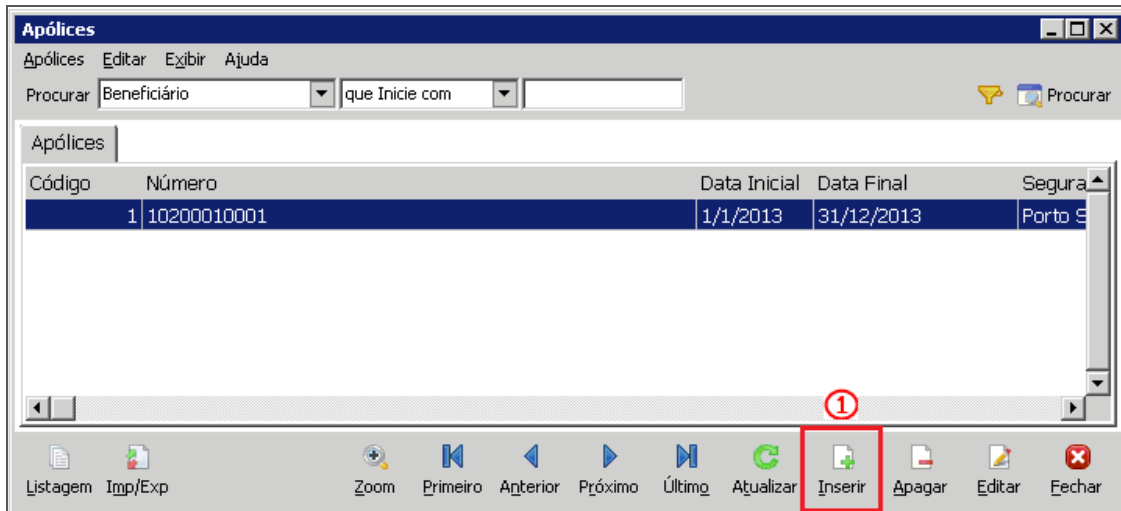 Apólices
Apólices Editar Exibir Ajuda
Procurar Beneficiário que Inicie com Procurar
Apólices
Código Número Data Inicial Data Final Segura
1 10200010001 1/1/2013 31/12/2013 Porto S
1
Listagem Imp/Exp Zoom Primeiro Anterior Próximo Último Atualizar Inserir Apagar Editar Fechar